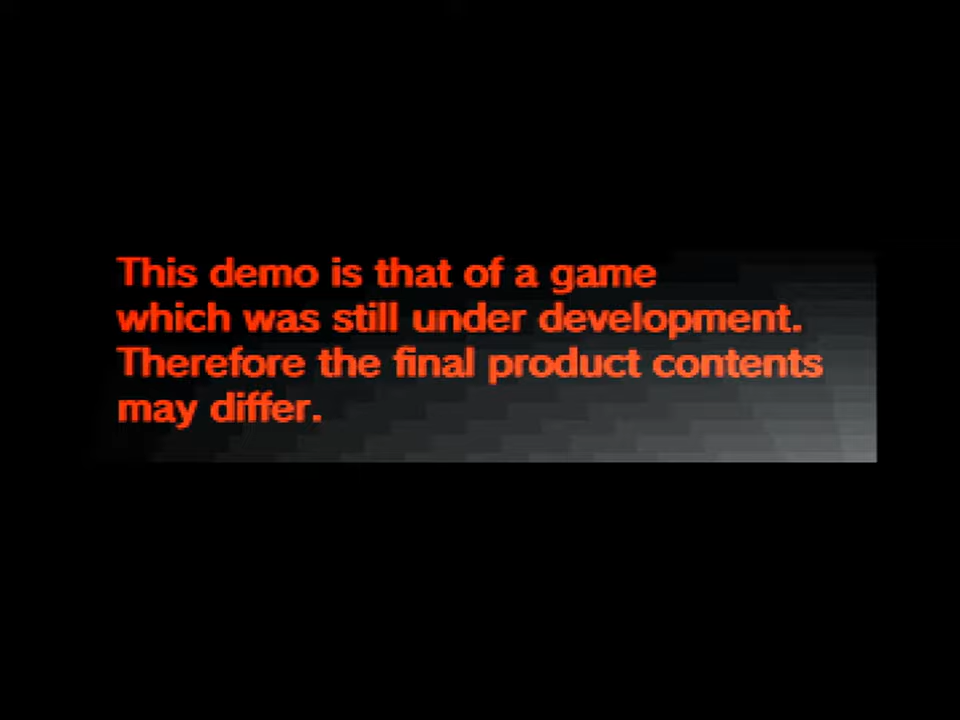 This demo is that of a game
which was still under development.
Therefore the final product contents
may differ.